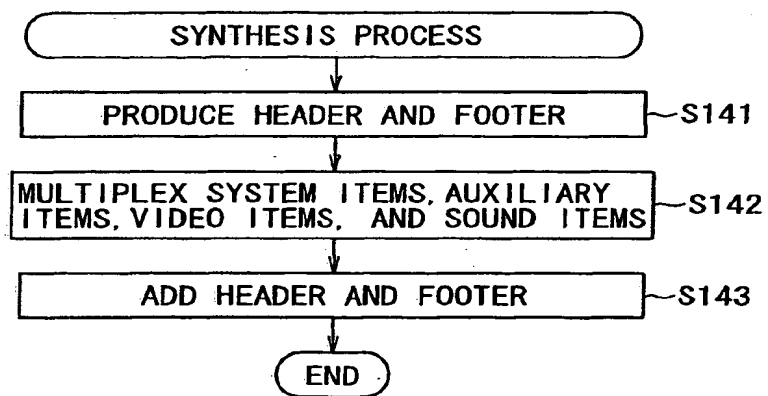 SYNTHESIS PROCESS
PRODUCE HEADER AND FOOTER
S141
MULTIPLEX SYSTEM ITEMS, AUXILIARY
ITEMS, VIDEO ITEMS, AND SOUND ITEMS
S142
ADD HEADER AND FOOTER
S143
END